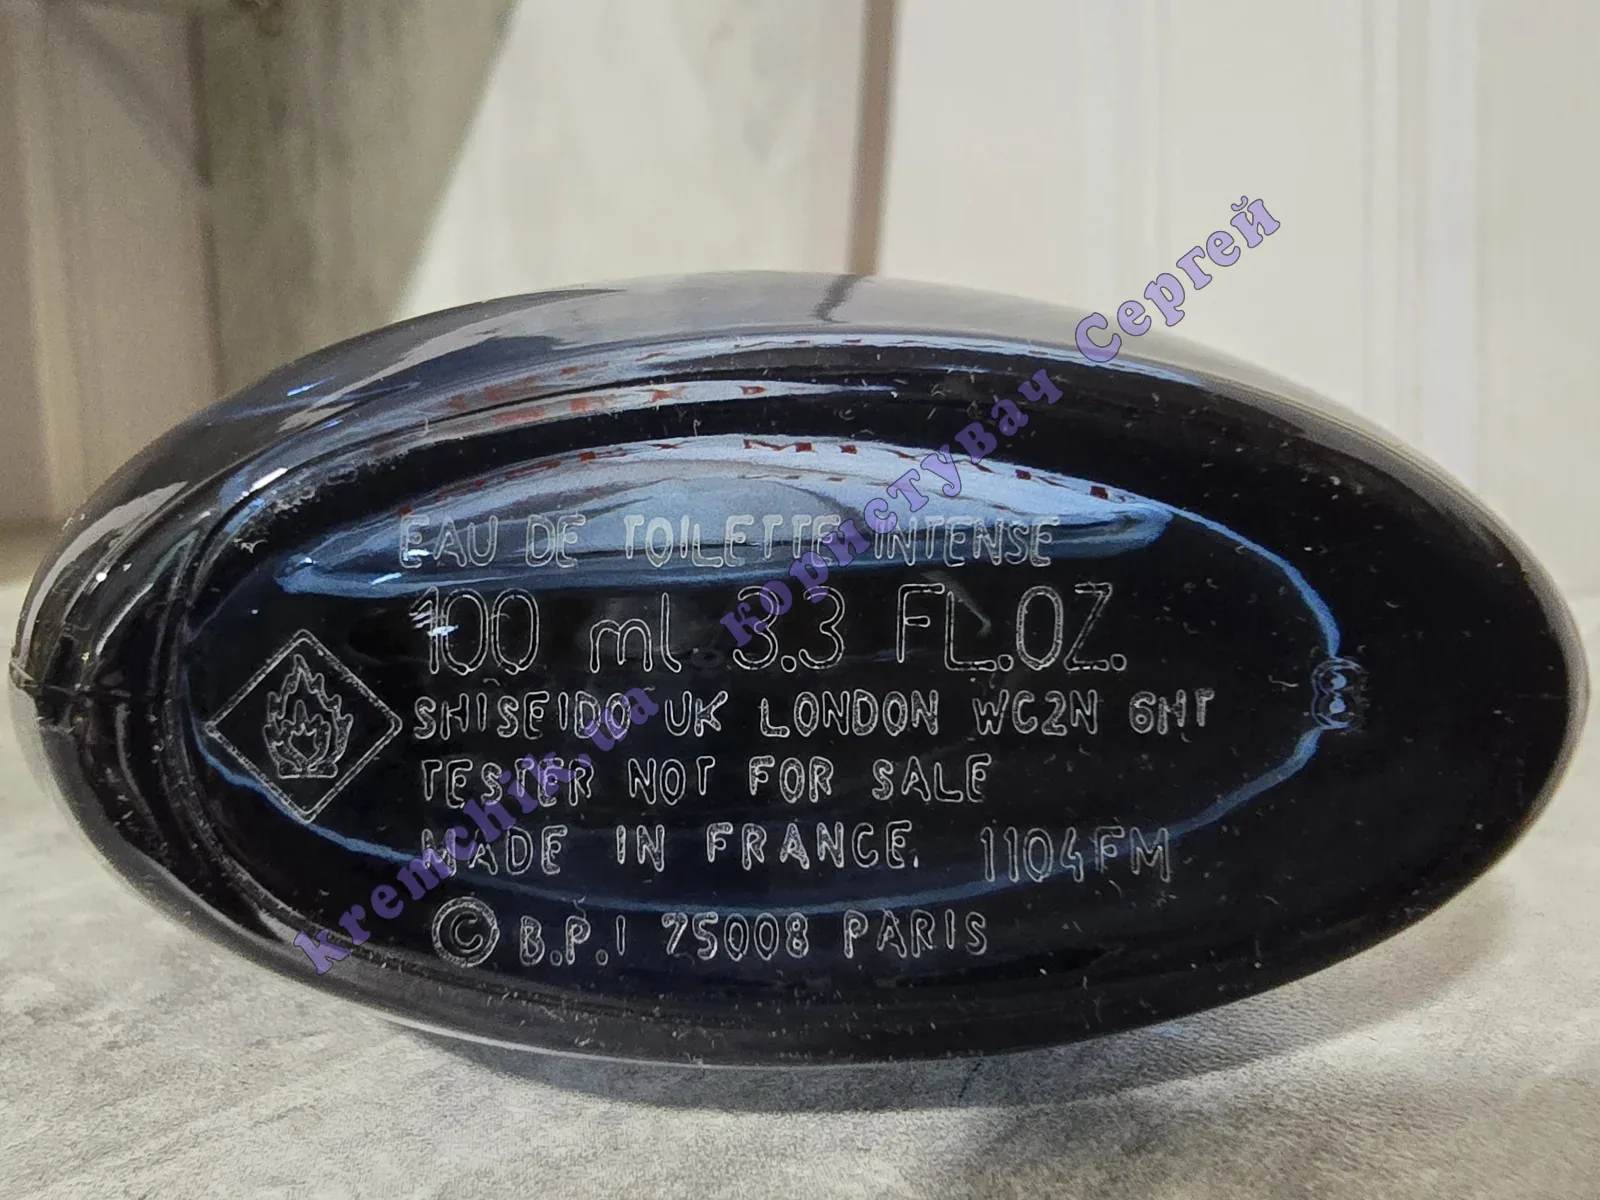 EAU DE TOILETTE INTENSE
100 ml 3.3 FL.OZ.
SHISEIDO UK LONDON WC2N 6HT
TESTER NOT FOR SALE
MADE IN FRANCE. 1104FM
© B.P.I 75008 PARIS
kremchik.ua - користувач Сергей